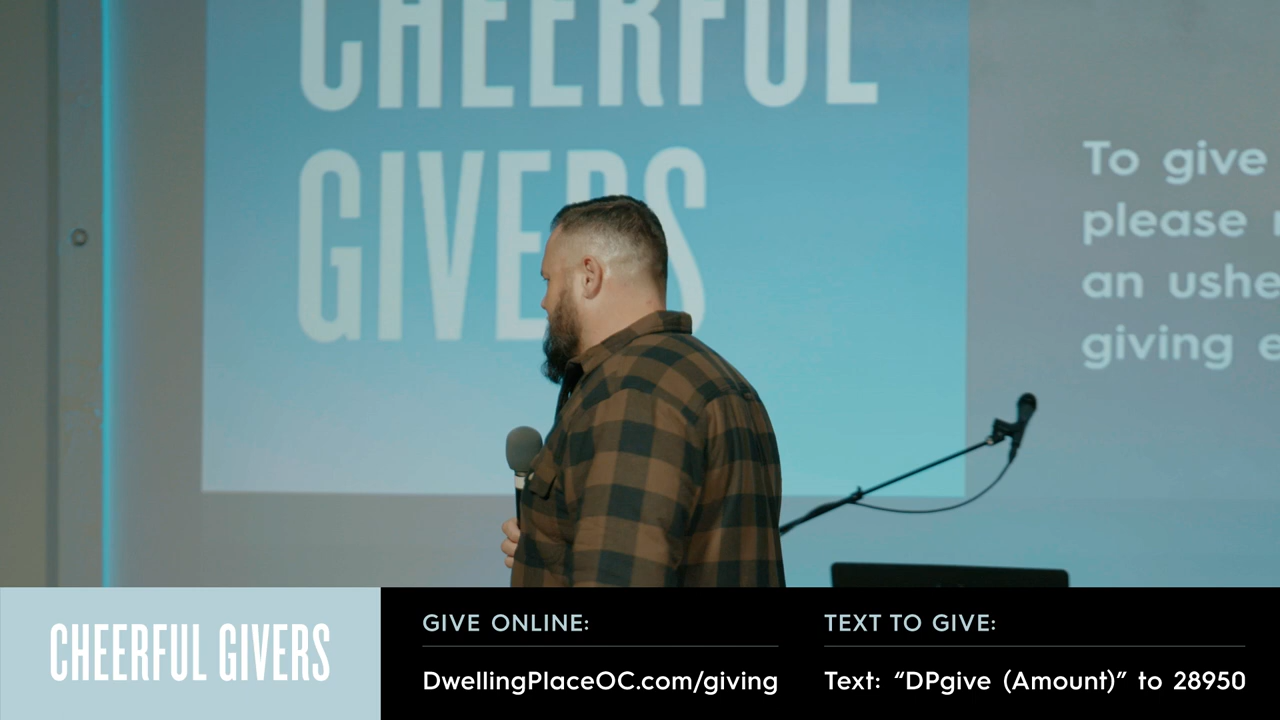 CHEERFUL
GIVERS
To give
please
an
giving
CHEERFUL GIVERS
GIVE ONLINE:
DwellingPlaceOC.com/giving
TEXT TO GIVE:
Text: “DPgive (Amount)” to 28950